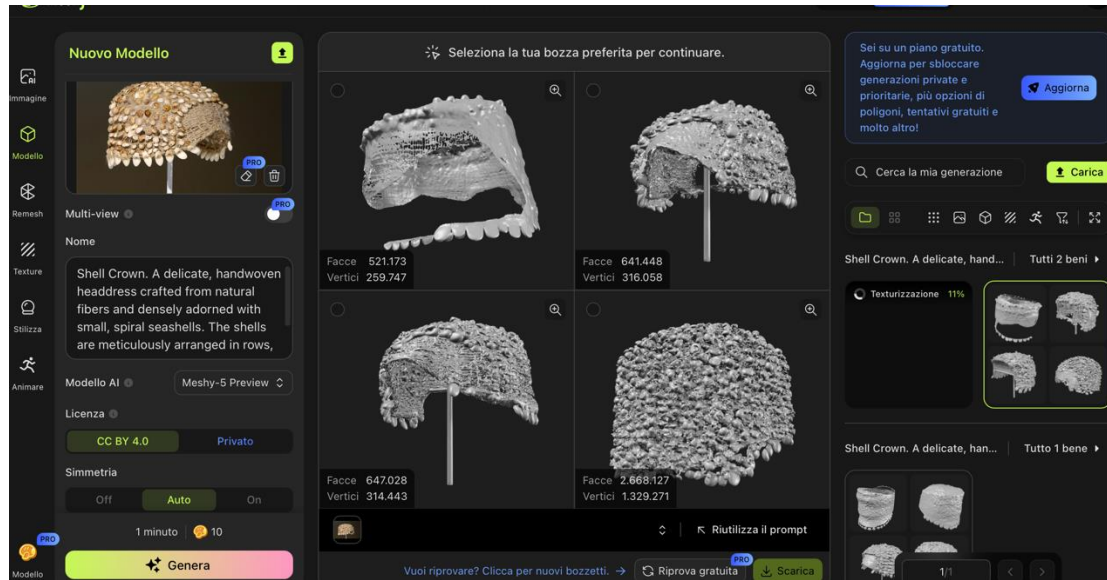 Nuovo Modello
PRO
Multi-view
PRO
Nome
Shell Crown. A delicate, handwoven
headdress crafted from natural
fibers and densely adorned with
small, spiral seashells. The shells
are meticulously arranged in rows,
Modello AI
Meshy-5 Preview
Licenza
CC BY 4.0
Privato
Simmetria
Off
Auto
On
1 minuto
10
Genera
AI
Immagine
Modello
Remesh
Texture
Stilizza
Animare
PRO
Modello
Seleziona la tua bozza preferita per continuare.
Facce 521.173
Vertici 259.747
Facce 641.448
Vertici 316.058
Facce 647.028
Vertici 314.443
Facce 2.668.127
Vertici 1.329.271
Riutilizza il prompt
Vuoi riprovare? Clicca per nuovi bozzetti. →
Riprova gratuita
PRO
Scarica
Sei su un piano gratuito.
Aggiorna per sbloccare
generazioni private e
prioritarie, più opzioni di
poligoni, tentativi gratuiti e
molto altro!
Aggiorna
Cerca la mia generazione
Carica
Shell Crown. A delicate, hand...
Tutti 2 beni
Texturizzazione 11%
Shell Crown. A delicate, han...
Tutto 1 bene
1/1